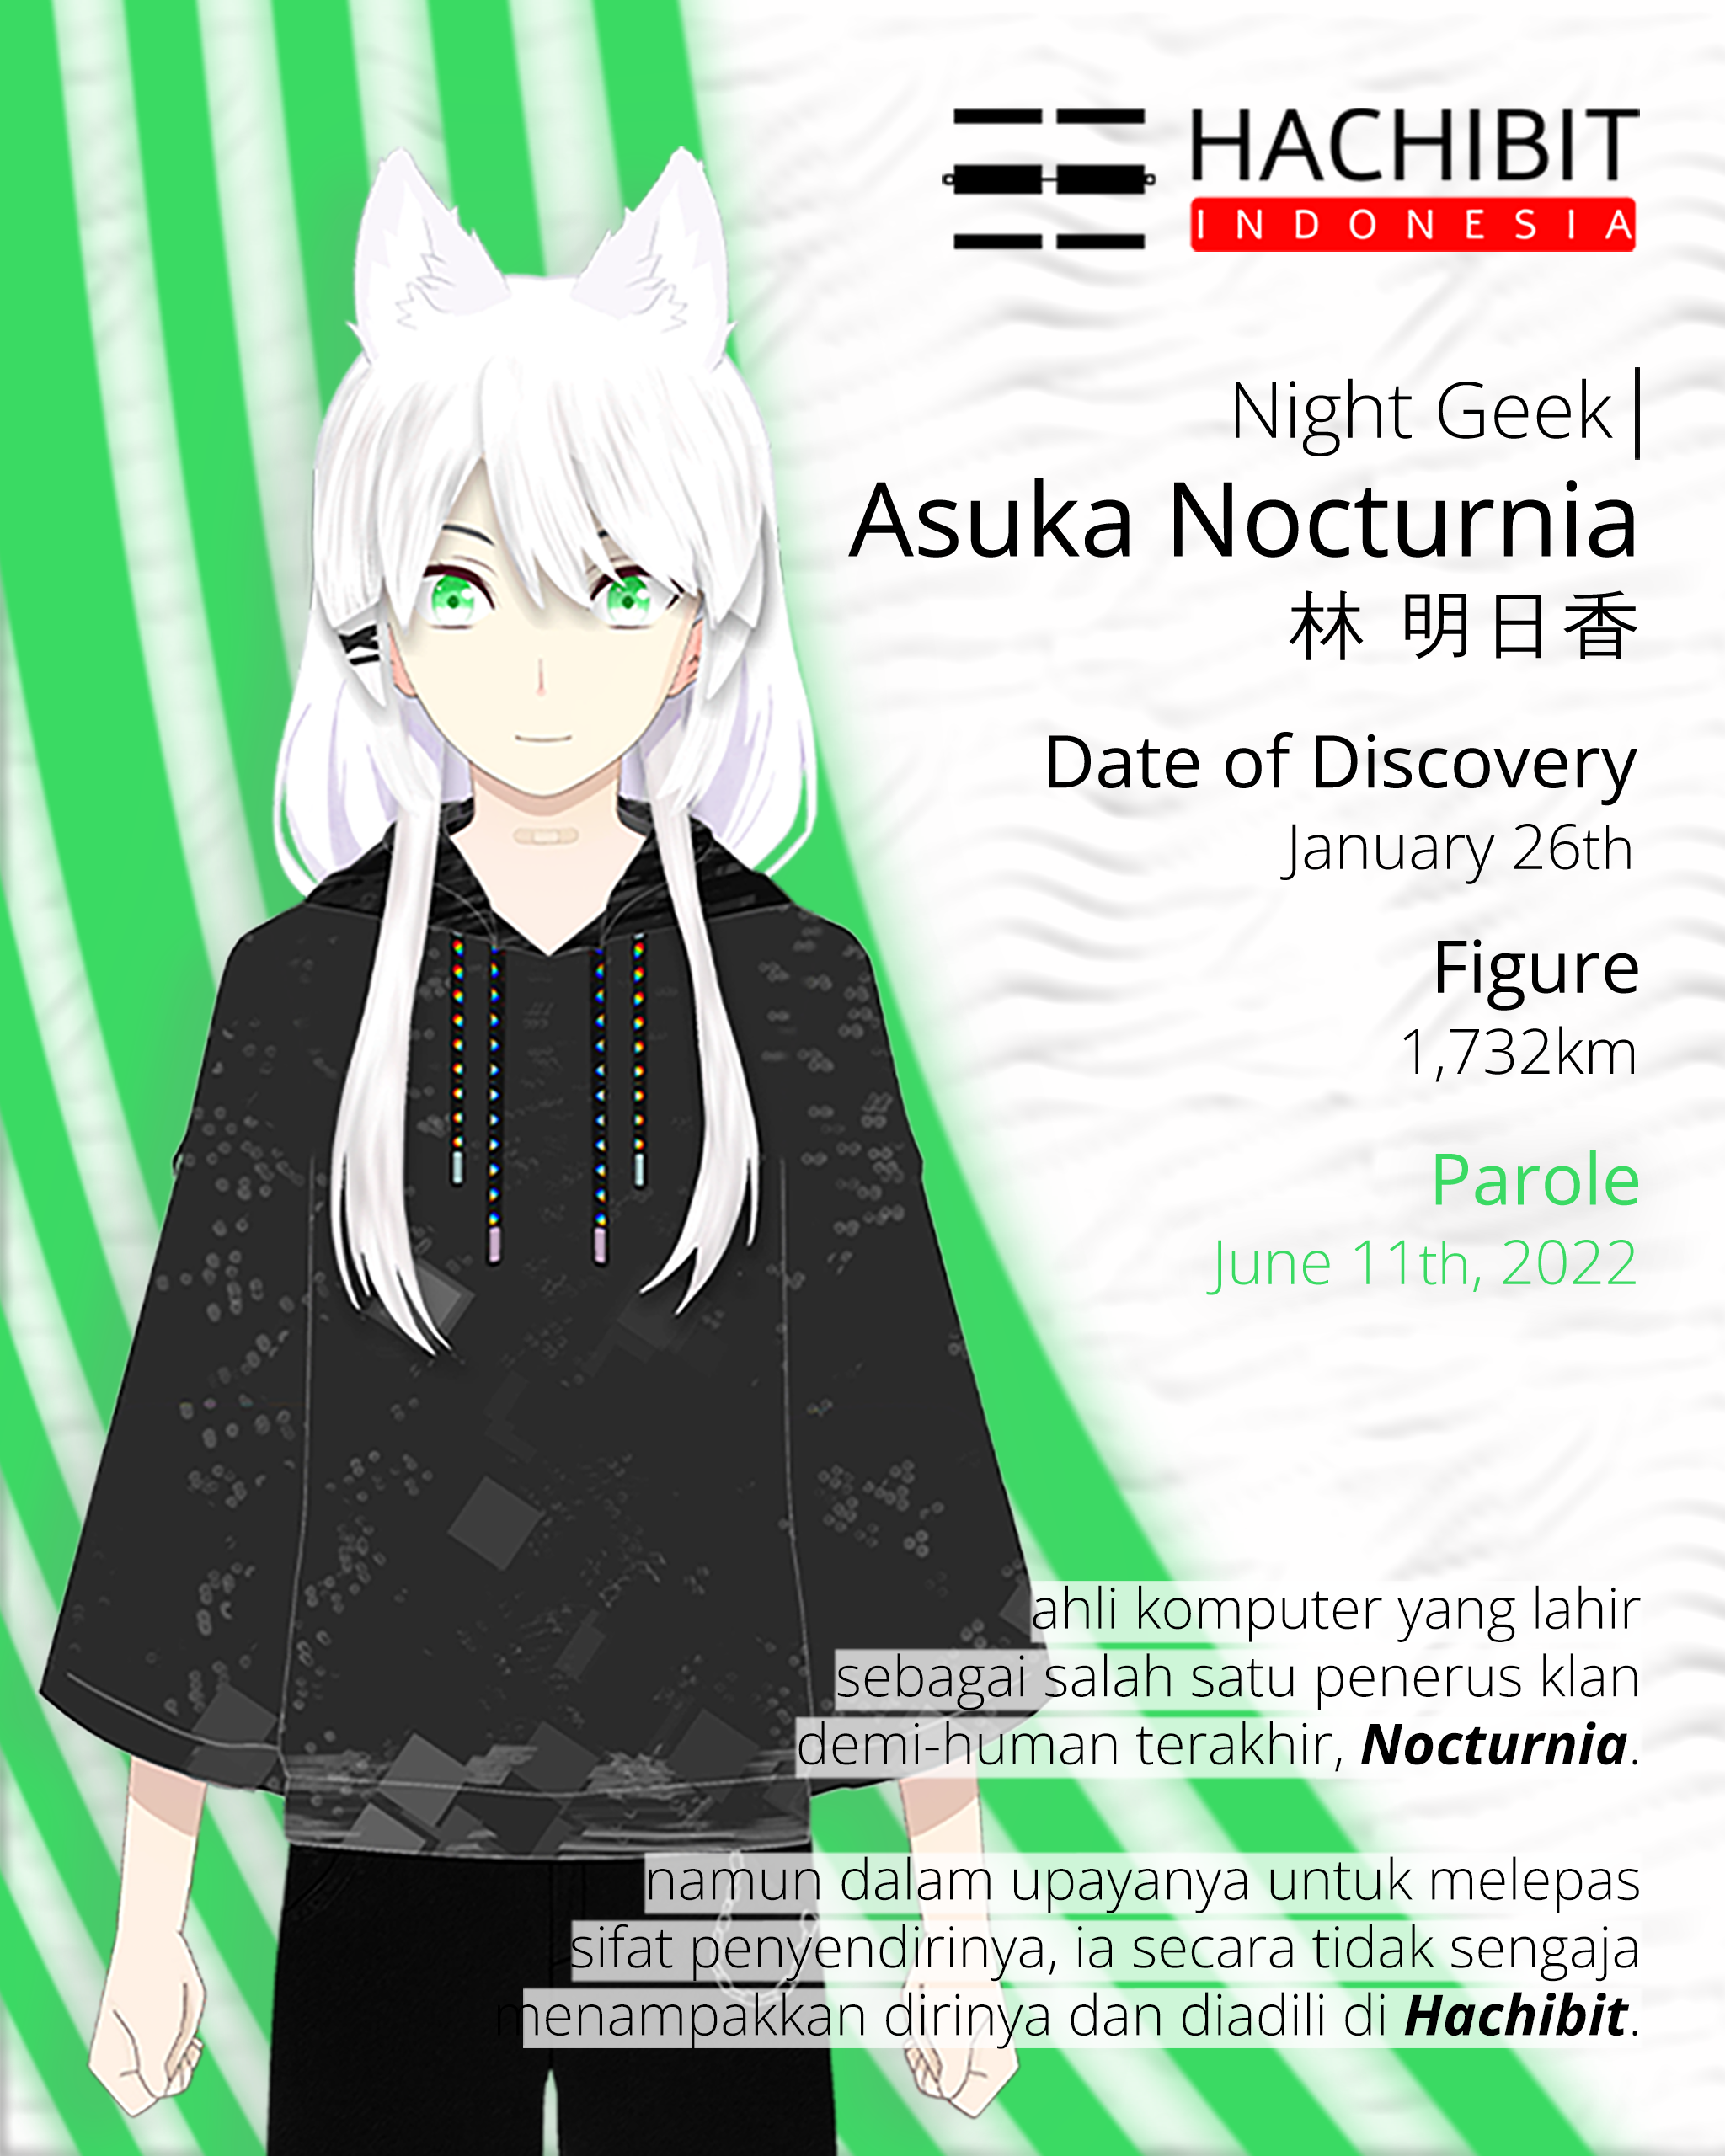 HACHIBIT
INDONESIA
Night Geek|
Asuka Nocturnia
林 明日香
Date of Discovery
January 26th
Figure
1,732km
Parole
June 11th, 2022
ahli komputer yang lahir
sebagai salah satu penerus klan
demi-human terakhir, Nocturnia.
namun dalam upayanya untuk melepas
sifat penyendirinya, ia secara tidak sengaja
menampakkan dirinya dan diadili di Hachibit.